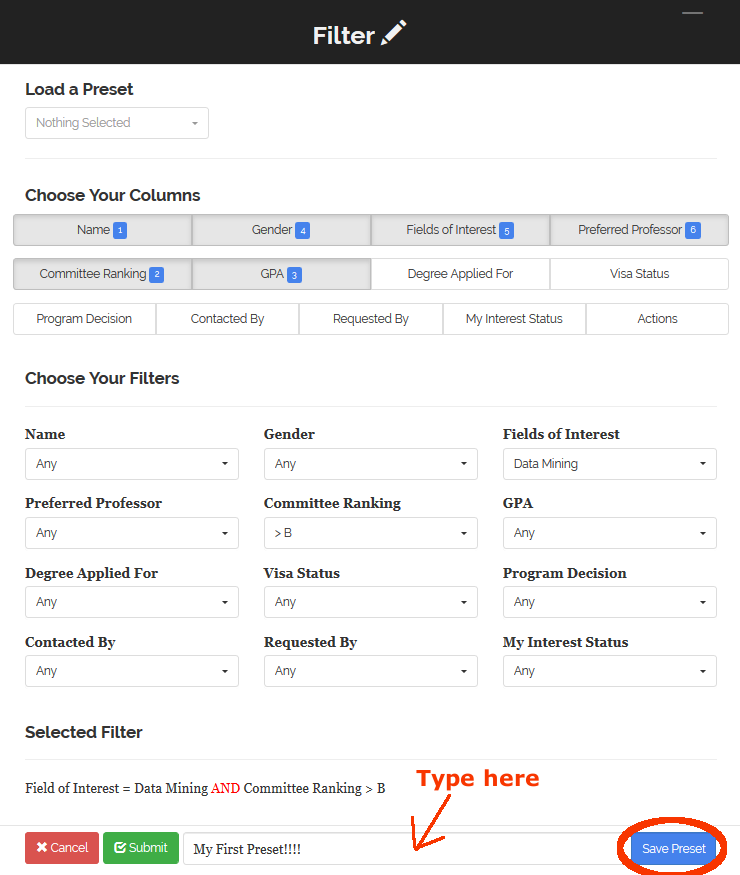 Filter
Load a Preset
Nothing Selected
Choose Your Columns
Name 1 Gender 4 Fields of Interest 5 Preferred Professor 6
Committee Ranking 2 GPA 3 Degree Applied For Visa Status
Program Decision Contacted By Requested By My Interest Status Actions
Choose Your Filters
Name Gender Fields of Interest
Any Any Data Mining
Preferred Professor Committee Ranking GPA
Any > B Any
Degree Applied For Visa Status Program Decision
Any Any Any
Contacted By Requested By My Interest Status
Any Any Any
Selected Filter
Type here
Field of Interest = Data Mining AND Committee Ranking > B
Cancel Submit My First Preset!!!! Save Preset